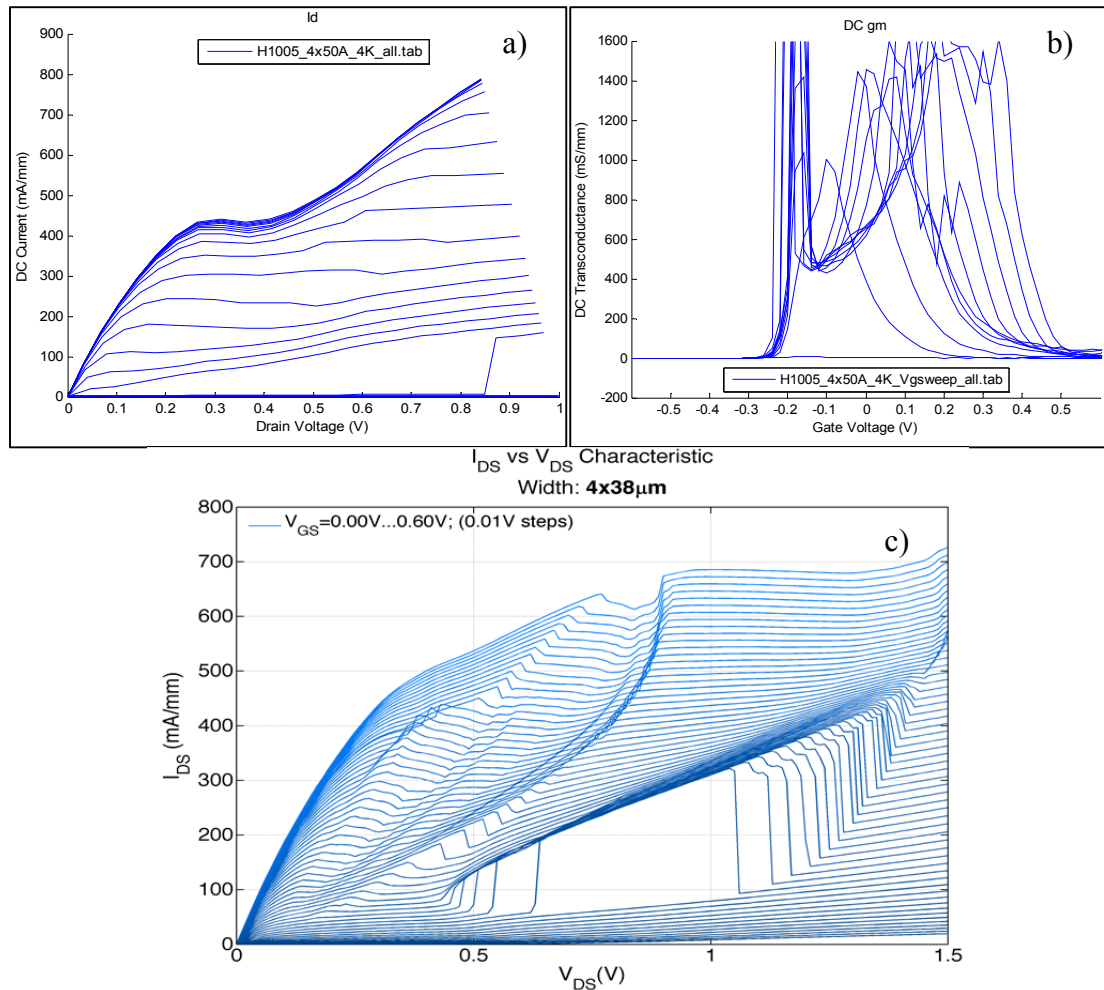 Id
a)
H1005_4x50A_4K_all.tab
900
800
700
600
500
400
300
200
100
0
DC Current (mA/mm)
0 0.1 0.2 0.3 0.4 0.5 0.6 0.7 0.8 0.9 1
Drain Voltage (V)
DC gm
b)
1600
1400
1200
1000
800
600
400
200
0
-200
DC Transconductance (mS/mm)
H1005_4x50A_4K_Vgsweep_all.tab
-0.5 -0.4 -0.3 -0.2 -0.1 0 0.1 0.2 0.3 0.4 0.5
Gate Voltage (V)
I_DS vs V_DS Characteristic
Width: 4x38μm
V_GS=0.00V...0.60V; (0.01V steps)
c)
800
700
600
500
400
300
200
100
0
I_DS (mA/mm)
0 0.5 1 1.5
V_DS(V)